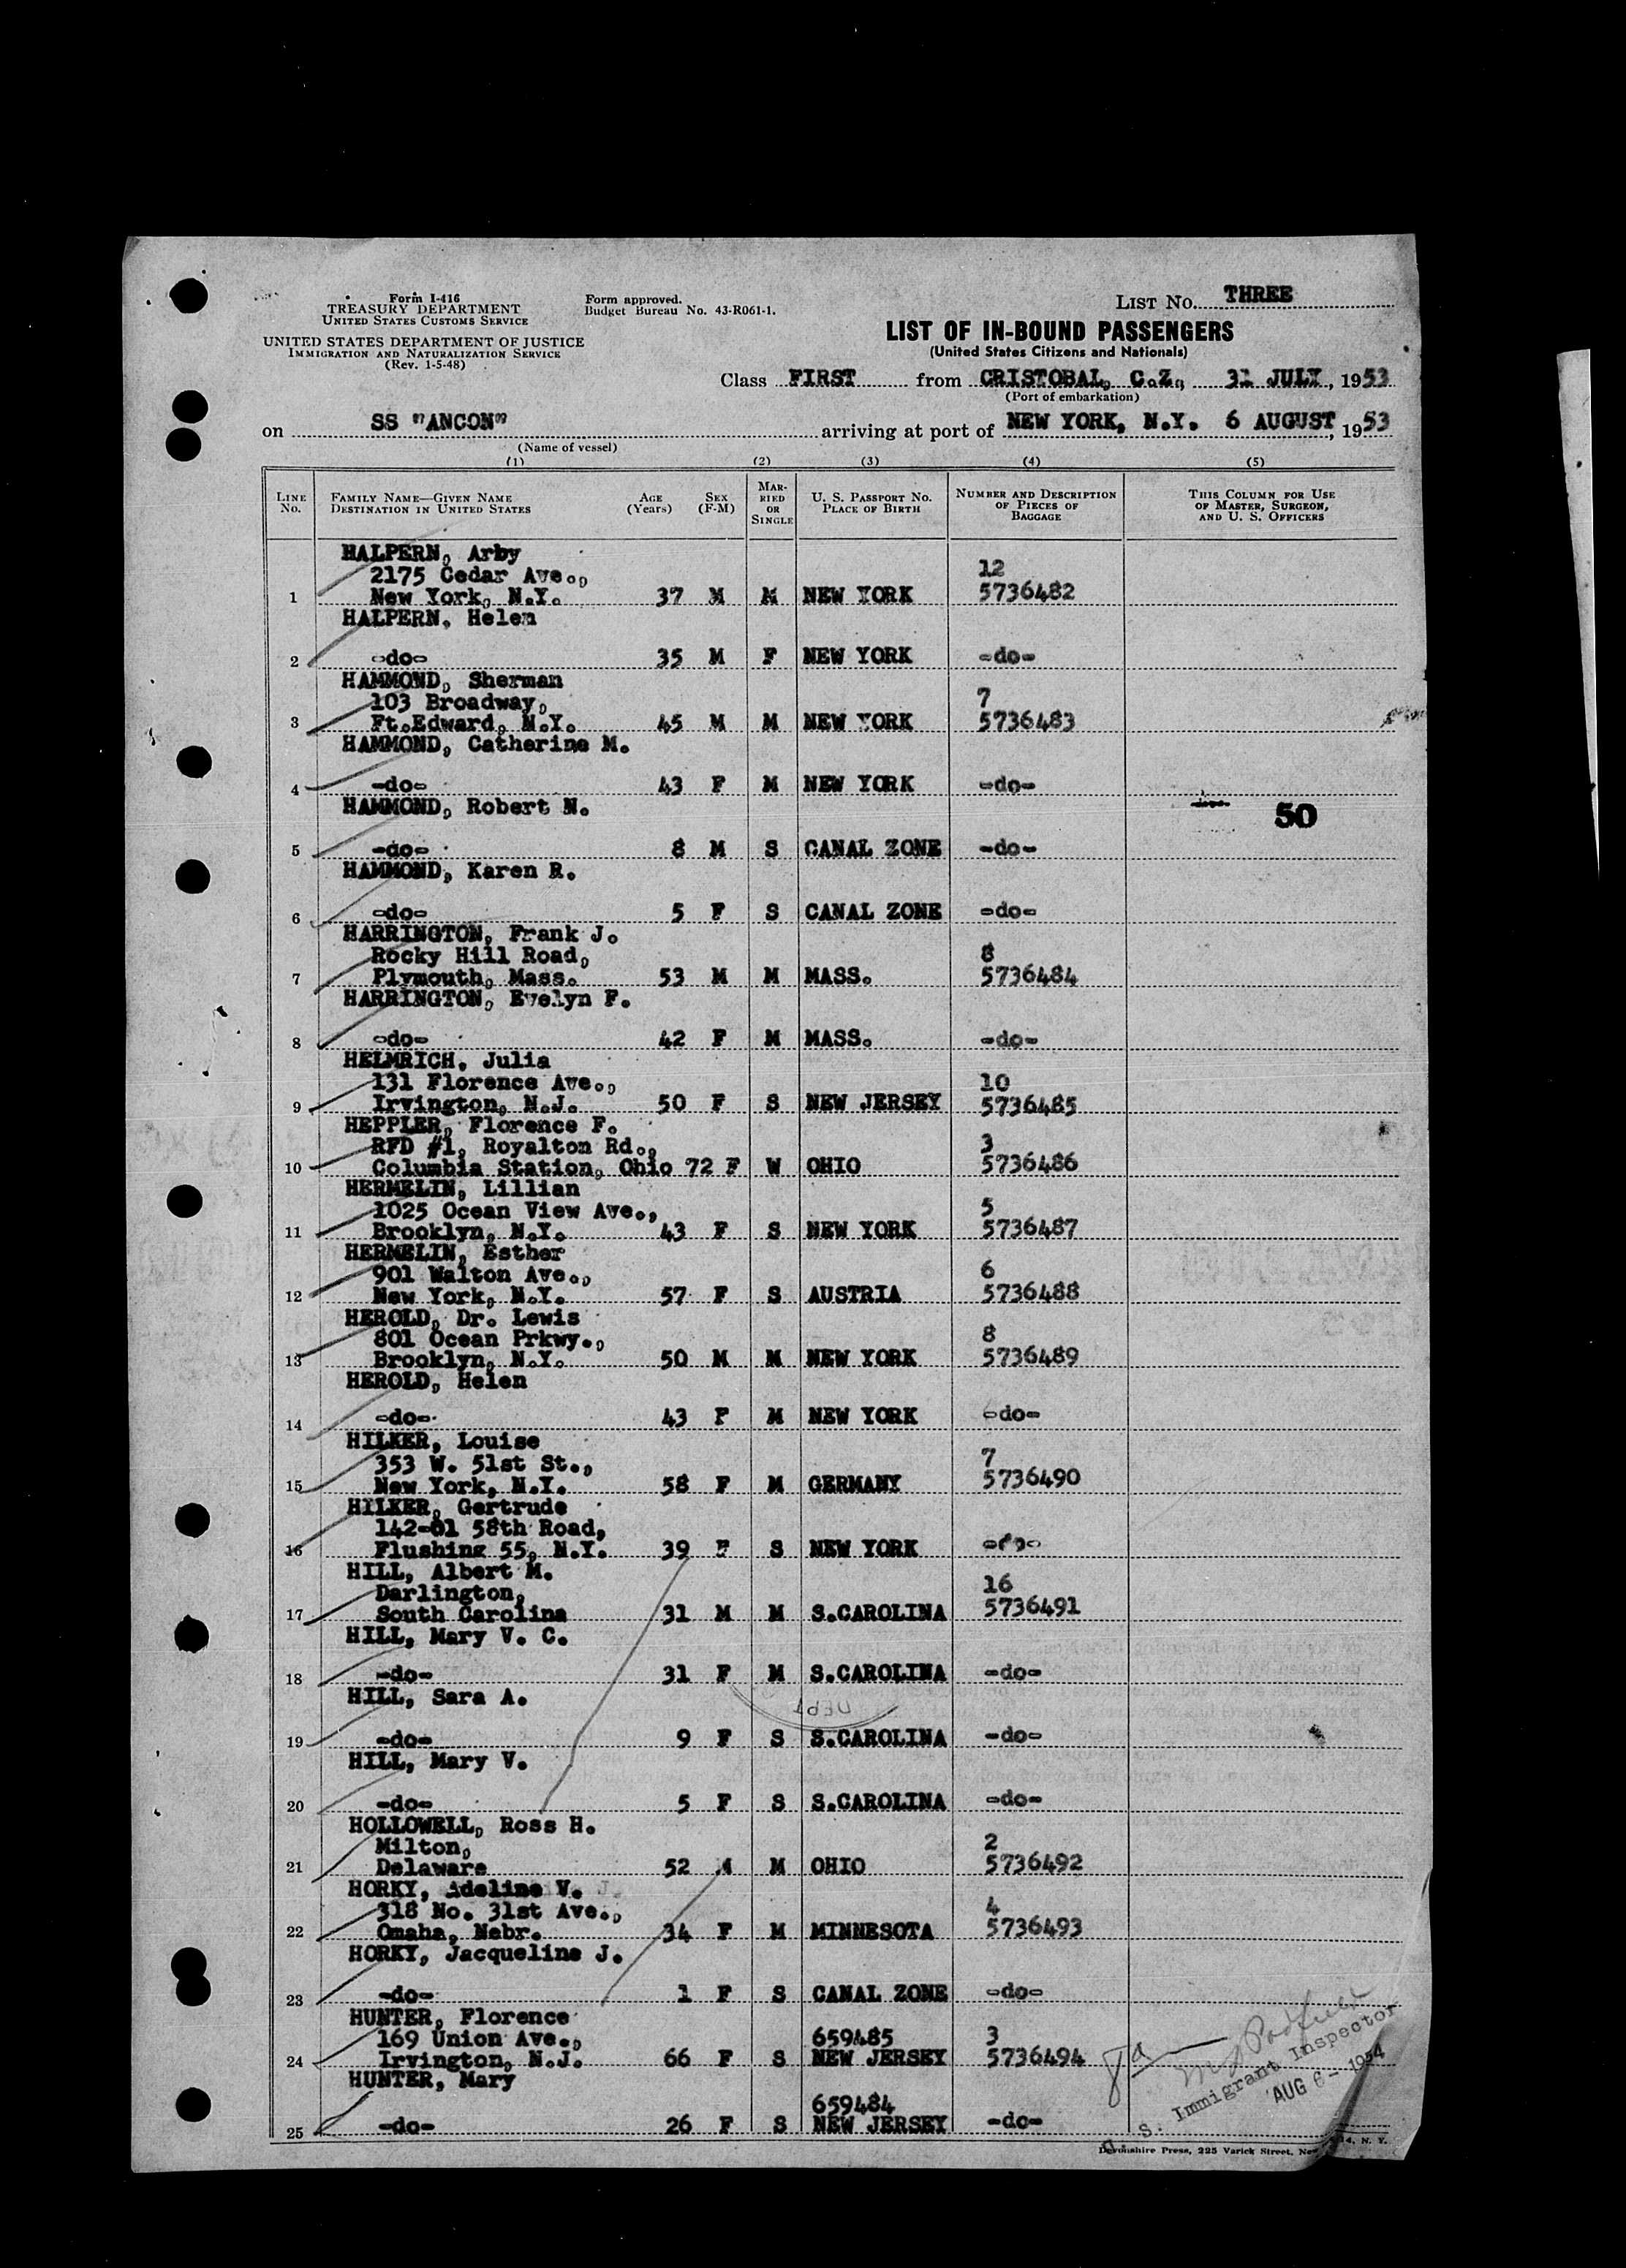 Form I-416
TREASURY DEPARTMENT
UNITED STATES CUSTOMS SERVICE
UNITED STATES DEPARTMENT OF JUSTICE
IMMIGRATION AND NATURALIZATION SERVICE
(Rev. 1-5-48)
Form approved.
Budget Bureau No. 43-R061-1.
LIST No. THREE
LIST OF IN-BOUND PASSENGERS
(United States Citizens and Nationals)
Class FIRST from CRISTOBAL, C.Z., 31 JULY, 1953
(Port of embarkation)
on SS "ANCON" arriving at port of NEW YORK, N.Y. 6 AUGUST, 1953
(Name of vessel)
(1) (2) (3) (4) (5)
LINE No. FAMILY NAME—GIVEN NAME DESTINATION IN UNITED STATES AGE (Years) SEX (F-M) MARRIED OR SINGLE U. S. PASSPORT NO. PLACE OF BIRTH NUMBER AND DESCRIPTION OF PIECES OF BAGGAGE THIS COLUMN FOR USE OF MASTER, SURGEON, AND U. S. OFFICERS
HALPERN, Arby
2175 Cedar Ave., 12
1 New York, N.Y. 37 M M NEW YORK 5736482
HALPERN, Helen
2 -do- 35 M F NEW YORK -do-
HAMMOND, Sherman
103 Broadway, 7
3 Ft.Edward, N.Y. 45 M M NEW YORK 5736483
HAMMOND, Catherine M.
4 -do- 43 F M NEW YORK -do-
HAMMOND, Robert N.
50
5 -do- 8 M S CANAL ZONE -do-
HAMMOND, Karen R.
6 -do- 5 F S CANAL ZONE -do-
HARRINGTON, Frank J.
Rocky Hill Road, 8
7 Plymouth, Mass. 53 M M MASS. 5736484
HARRINGTON, Evelyn F.
8 -do- 42 F M MASS. -do-
HELMRICH, Julia
131 Florence Ave., 10
9 Irvington, N.J. 50 F S NEW JERSEY 5736485
HEPPLER, Florence F.
RFD #1, Royalton Rd., 3
10 Columbia Station, Ohio 72 F W OHIO 5736486
HERMELIN, Lillian
1025 Ocean View Ave., 5
11 Brooklyn, N.Y. 43 F S NEW YORK 5736487
HERMELIN, Esther
901 Walton Ave., 6
12 New York, N.Y. 57 F S AUSTRIA 5736488
HEROLD, Dr. Lewis
801 Ocean Prkwy., 8
13 Brooklyn, N.Y. 50 M M NEW YORK 5736489
HEROLD, Helen
14 -do- 43 F M NEW YORK -do-
HILKER, Louise
353 W. 51st St., 7
15 New York, N.Y. 58 F M GERMANY 5736490
HILKER, Gertrude
142-01 58th Road,
16 Flushing 55, N.Y. 39 F S NEW YORK -do-
HILL, Albert M.
Darlington, 16
17 South Carolina 31 M M S.CAROLINA 5736491
HILL, Mary V. C.
18 -do- 31 F M S.CAROLINA -do-
HILL, Sara A.
DEPT
19 -do- 9 F S S.CAROLINA -do-
HILL, Mary V.
20 -do- 5 F S S.CAROLINA -do-
HOLLOWELL, Ross H.
Milton, 2
21 Delaware 52 M M OHIO 5736492
HORKY, Adeline V.
318 No. 31st Ave., 4
22 Omaha, Nebr. 34 F M MINNESOTA 5736493
HORKY, Jacqueline J.
23 -do- 1 F S CANAL ZONE -do-
HUNTER, Florence
169 Union Ave., 659485 3
24 Irvington, N.J. 66 F S NEW JERSEY 5736494
HUNTER, Mary
659484
25 -do- 26 F S NEW JERSEY -do-
S. Immigrant Inspector
AUG 6 - 1954
Devonshire Press, 225 Varick Street, New 14, N. Y.